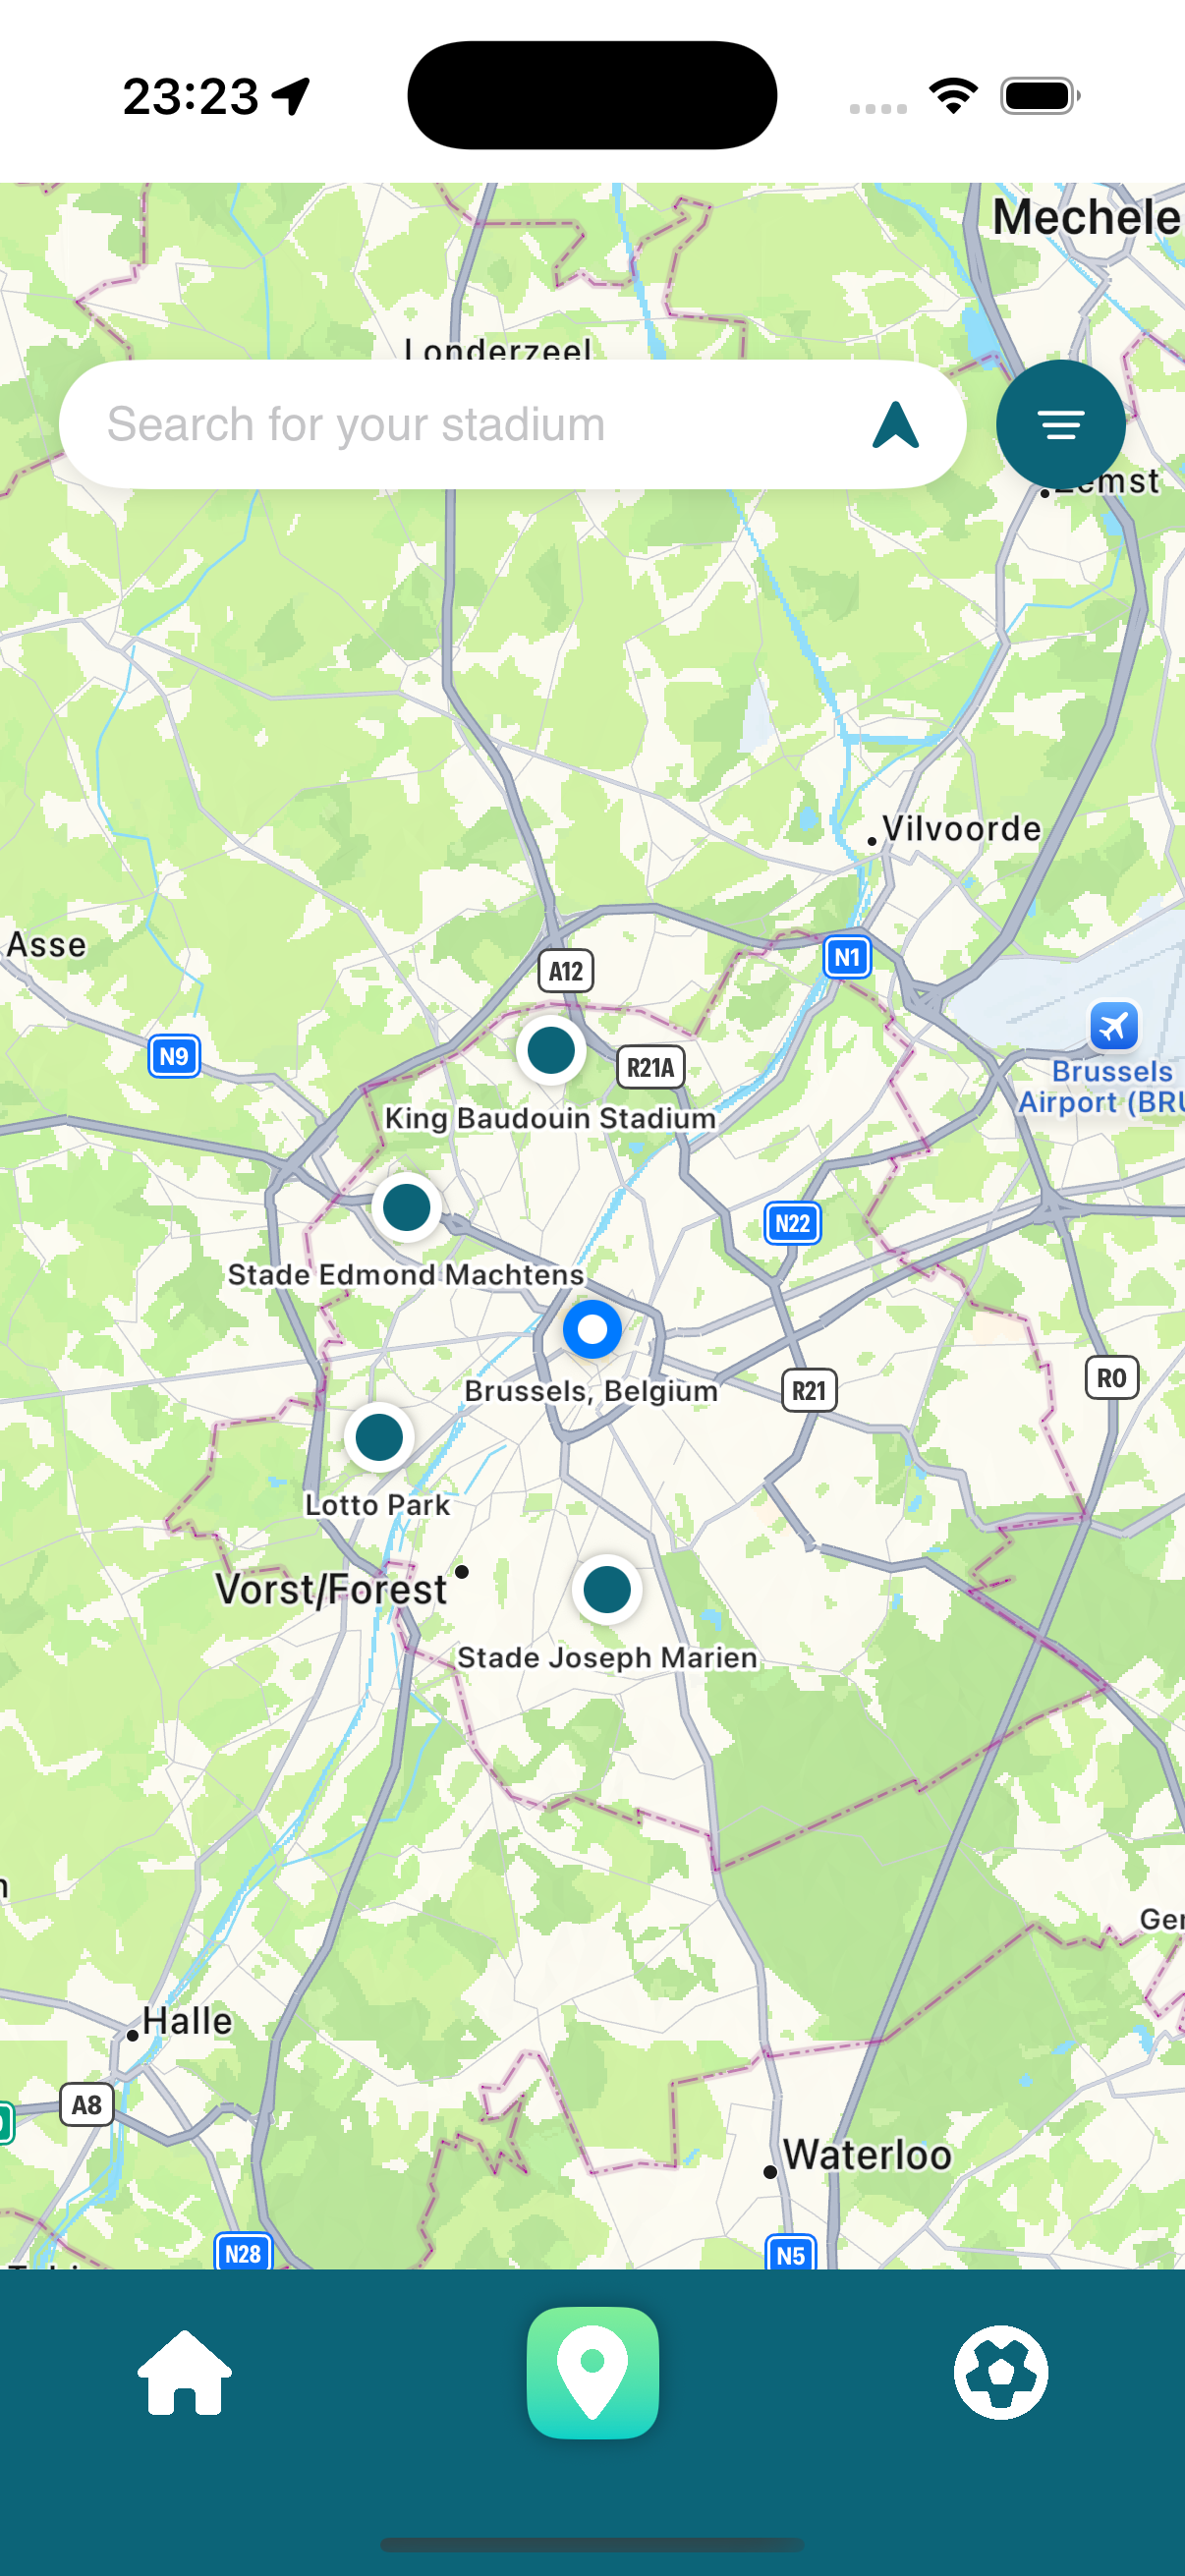 23:23
Mechele
Londerzeel
Search for your stadium
Zemst
Vilvoorde
Asse
A12
N1
N9
R21A
Brussels
Airport (BRU
King Baudouin Stadium
N22
Stade Edmond Machtens
Brussels, Belgium
R21
R0
Lotto Park
Vorst/Forest
Stade Joseph Marien
Ger
Halle
A8
Waterloo
N28
N5